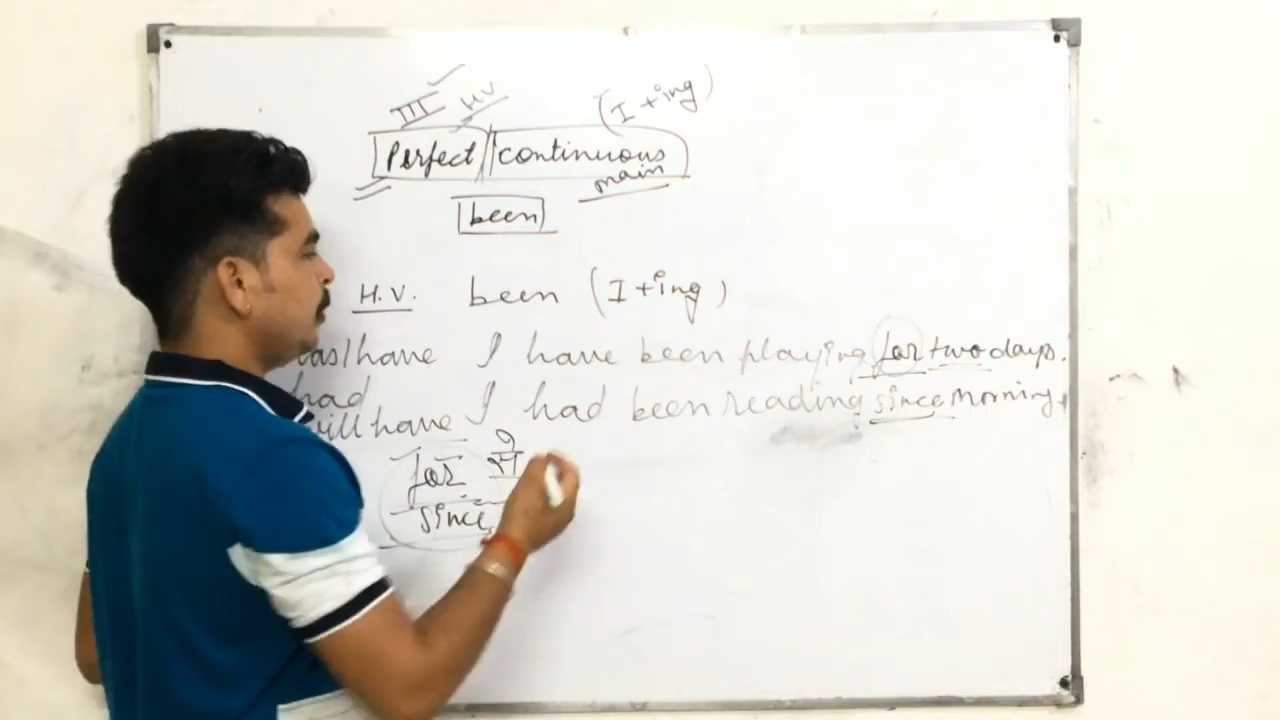 III H.V (I+ing)
Perfect continuous
main
been
H.V. been (I+ing)
has/have I have been playing for two days.
had I had been reading since morning.
will have
for से
since